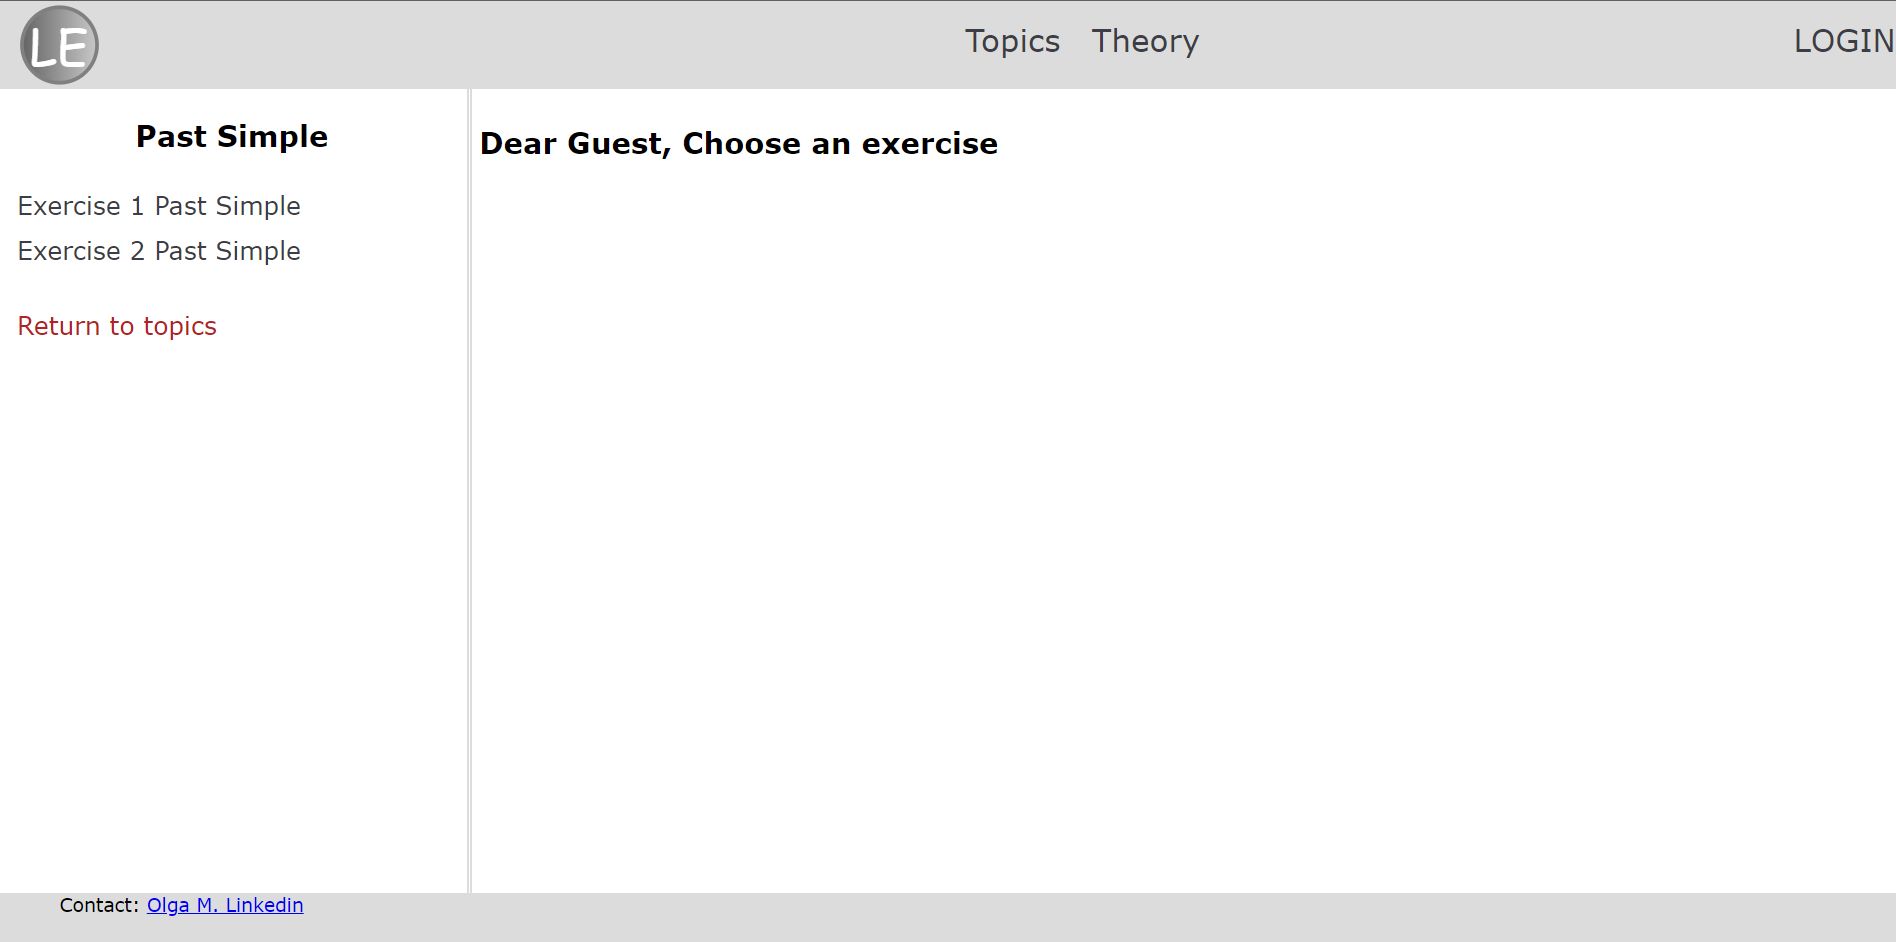 LE
Topics Theory LOGIN
Past Simple
Exercise 1 Past Simple
Exercise 2 Past Simple
Return to topics
Dear Guest, Choose an exercise
Contact: Olga M. Linkedin